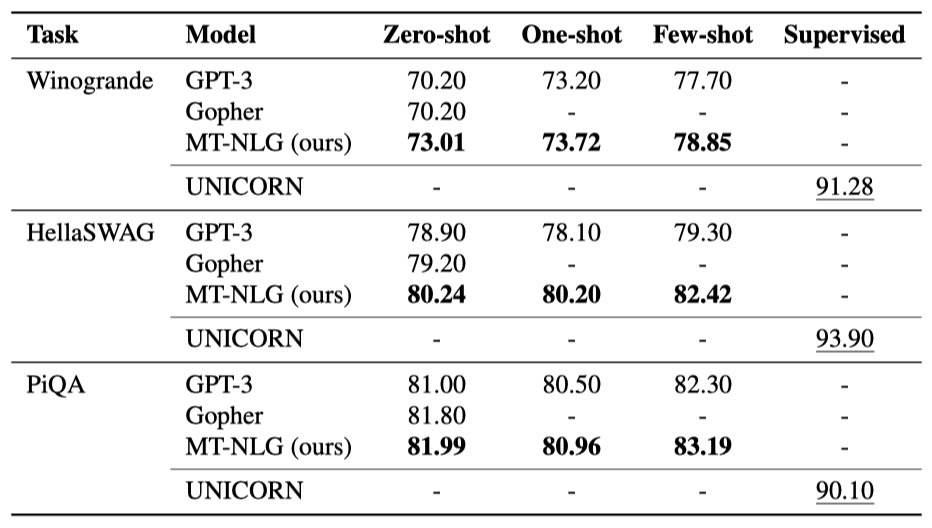 Task Model Zero-shot One-shot Few-shot Supervised
Winogrande GPT-3 70.20 73.20 77.70 -
Gopher 70.20 - - -
MT-NLG (ours) 73.01 73.72 78.85 -
UNICORN - - - 91.28
HellaSWAG GPT-3 78.90 78.10 79.30 -
Gopher 79.20 - - -
MT-NLG (ours) 80.24 80.20 82.42 -
UNICORN - - - 93.90
PiQA GPT-3 81.00 80.50 82.30 -
Gopher 81.80 - - -
MT-NLG (ours) 81.99 80.96 83.19 -
UNICORN - - - 90.10